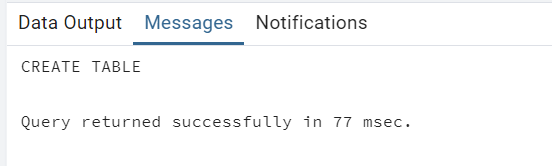 Data Output Messages Notifications
CREATE TABLE
Query returned successfully in 77 msec.